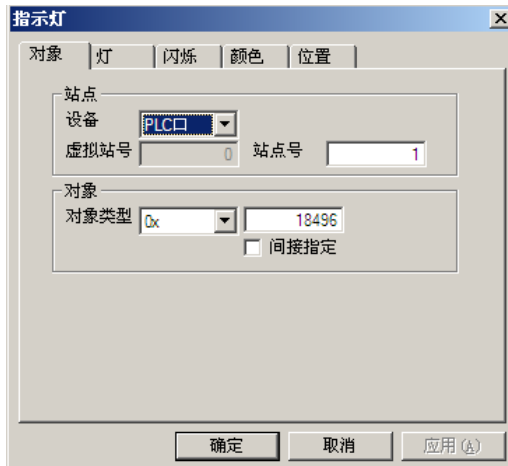 指示灯
对象 灯 闪烁 颜色 位置
站点
设备 PLC口
虚拟站号 0 站点号 1
对象
对象类型 0x 18496
间接指定
确定 取消 应用(A)